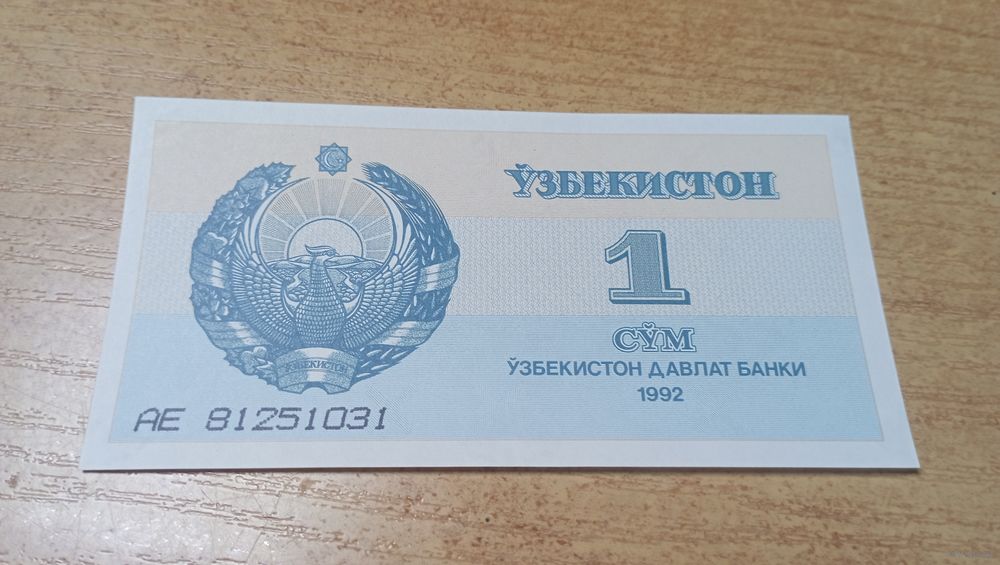 ЎЗБЕКИСТОН
1
СЎМ
ЎЗБЕКИСТОН ДАВЛАТ БАНКИ
1992
ЎЗБЕКИСТОН
AE 81251031